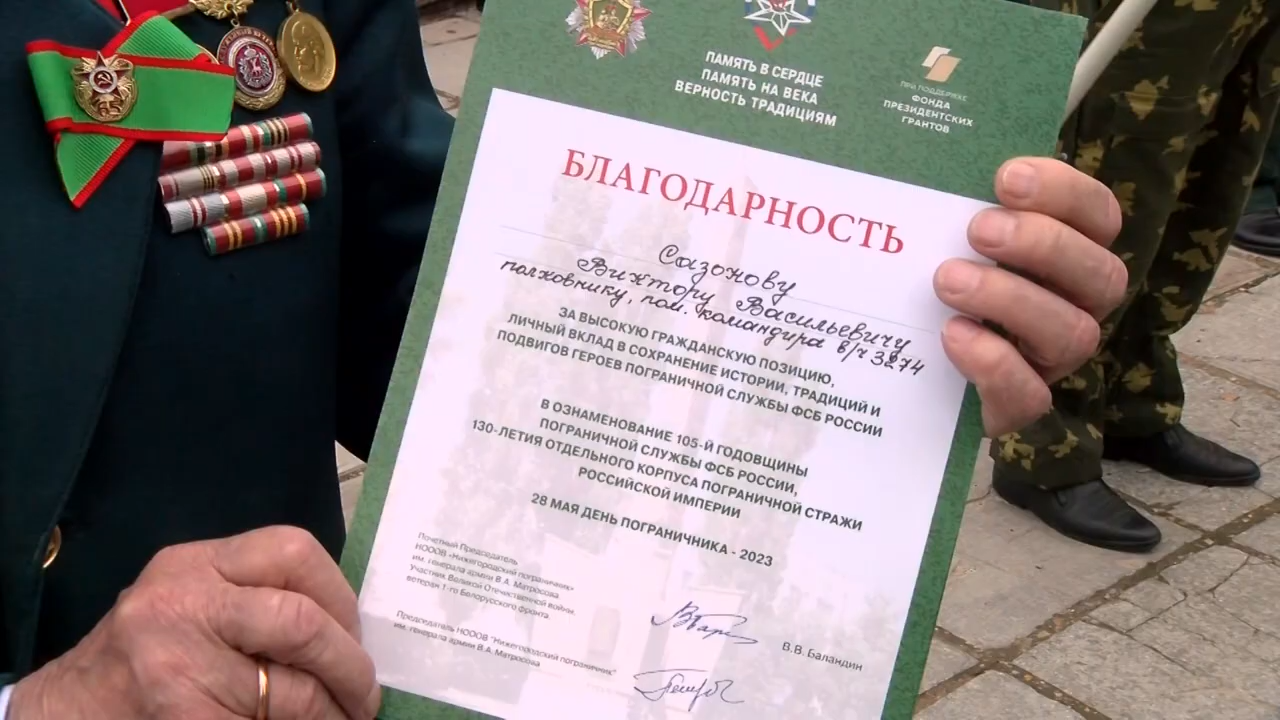 ПАМЯТЬ В СЕРДЦЕ
ПАМЯТЬ НА ВЕКА
ВЕРНОСТЬ ТРАДИЦИЯМ
ПРИ ПОДДЕРЖКЕ
ФОНДА
ПРЕЗИДЕНТСКИХ
ГРАНТОВ
БЛАГОДАРНОСТЬ
Сазонову
Виктору Васильевичу
полковнику, пом. командира в/ч 3274
ЗА ВЫСОКУЮ ГРАЖДАНСКУЮ ПОЗИЦИЮ,
ЛИЧНЫЙ ВКЛАД В СОХРАНЕНИЕ ИСТОРИИ, ТРАДИЦИЙ И
ПОДВИГОВ ГЕРОЕВ ПОГРАНИЧНОЙ СЛУЖБЫ ФСБ РОССИИ
В ОЗНАМЕНОВАНИЕ 105-Й ГОДОВЩИНЫ
ПОГРАНИЧНОЙ СЛУЖБЫ ФСБ РОССИИ,
130-ЛЕТИЯ ОТДЕЛЬНОГО КОРПУСА ПОГРАНИЧНОЙ СТРАЖИ
РОССИЙСКОЙ ИМПЕРИИ
28 МАЯ ДЕНЬ ПОГРАНИЧНИКА - 2023
Почетный Председатель
НОООВ «Нижегородский пограничник»
им. генерала армии В.А. Матросова
Участник Великой Отечественной войны
ветеран 1-го Белорусского фронта
В.В. Баландин
Председатель НОООВ "Нижегородский пограничник"
им. генерала армии В.А. Матросова